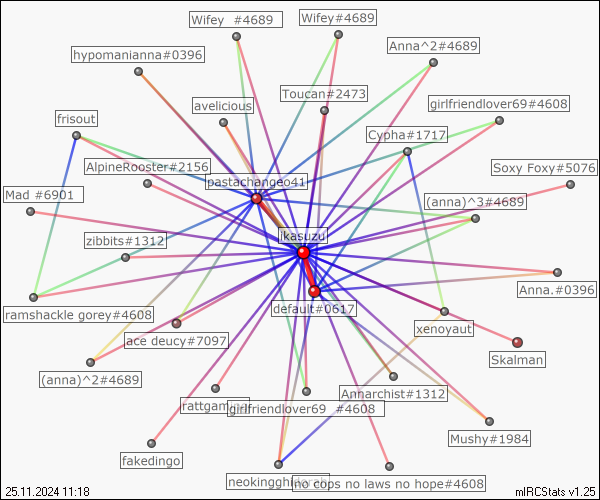 Wifey  #4689
Wifey#4689
Anna^2#4689
hypomanianna#0396
Toucan#2473
girlfriendlover69#4608
avelicious
frisout
Cypha#1717
AlpineRooster#2156
Soxy Foxy#5076
pastachangeo41
Mad #6901
(anna)^3#4689
ikasuzu
zibbits#1312
Anna.#0396
ramshackle gorey#4608
default#0617
xenoyaut
ace deucy#7097
Skalman
(anna)^2#4689
Annarchist#1312
rattgam
girlfriendlover69  #4608
Mushy#1984
fakedingo
neokingghi
no cops no laws no hope#4608
25.11.2024 11:18
mIRCStats v1.25